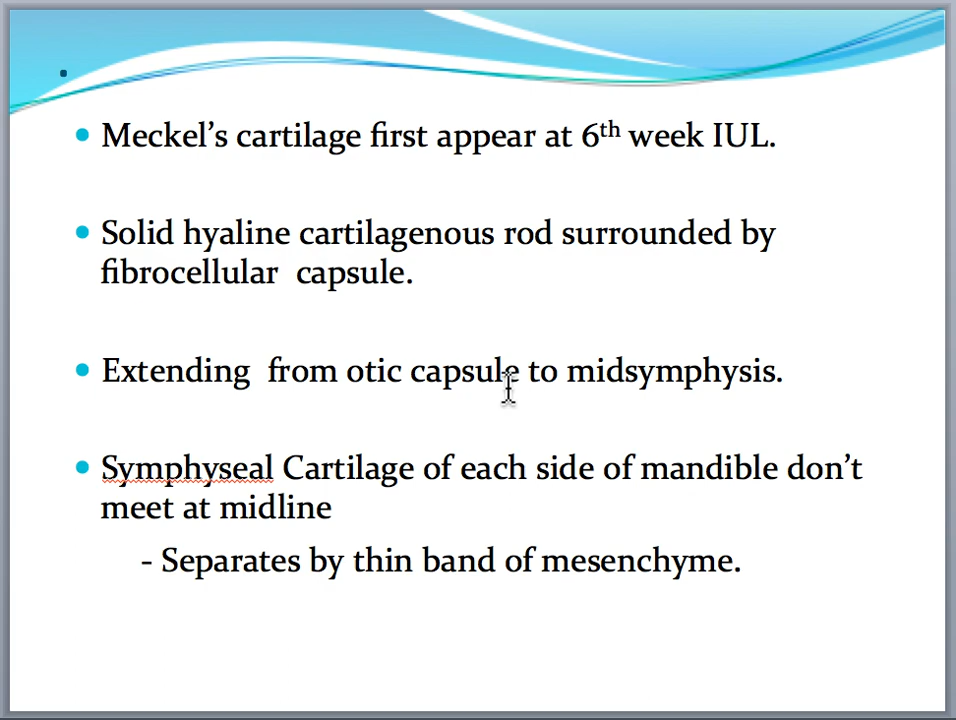 .
• Meckel’s cartilage first appear at 6th week IUL.
• Solid hyaline cartilagenous rod surrounded by
fibrocellular capsule.
• Extending from otic capsule to midsymphysis.
• Symphyseal Cartilage of each side of mandible don’t
meet at midline
- Separates by thin band of mesenchyme.